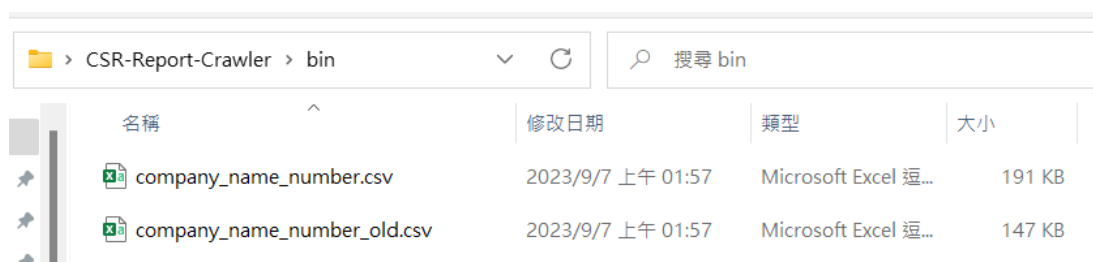 CSR-Report-Crawler > bin
搜尋 bin
名稱 修改日期 類型 大小
company_name_number.csv 2023/9/7 上午 01:57 Microsoft Excel 逗... 191 KB
company_name_number_old.csv 2023/9/7 上午 01:57 Microsoft Excel 逗... 147 KB